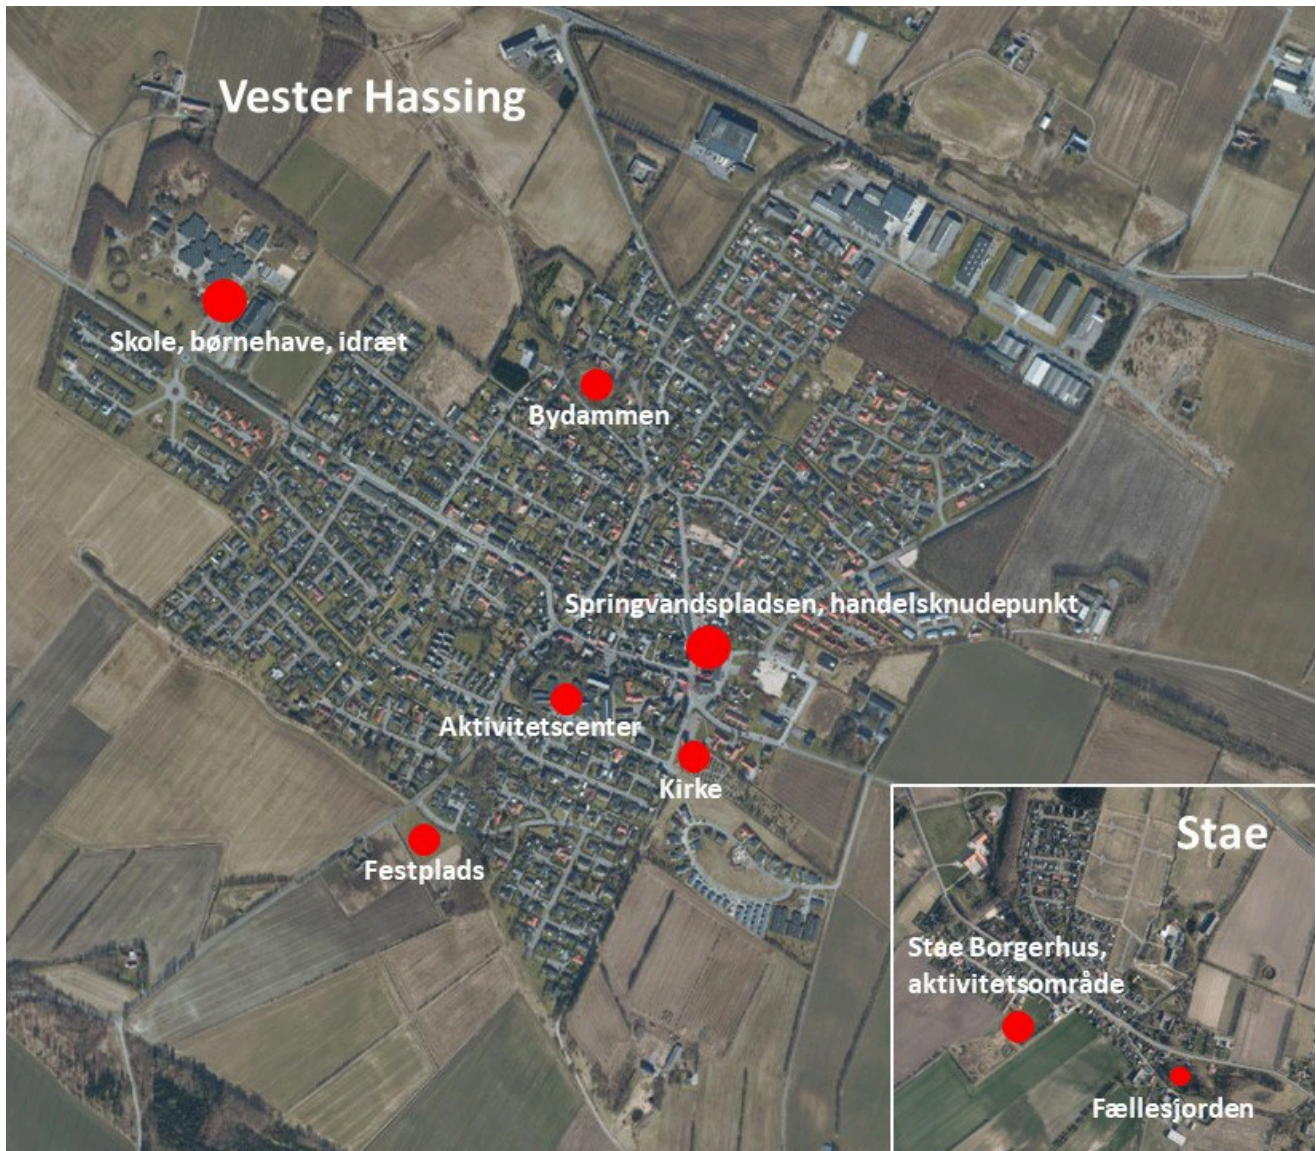 Vester Hassing
Skole, børnehave, idræt
Bydammen
Springvandspladsen, handelsknudepunkt
Aktivitetscenter
Kirke
Festplads
Stae
Stae Borgerhus,
aktivitetsområde
Fællesjorden